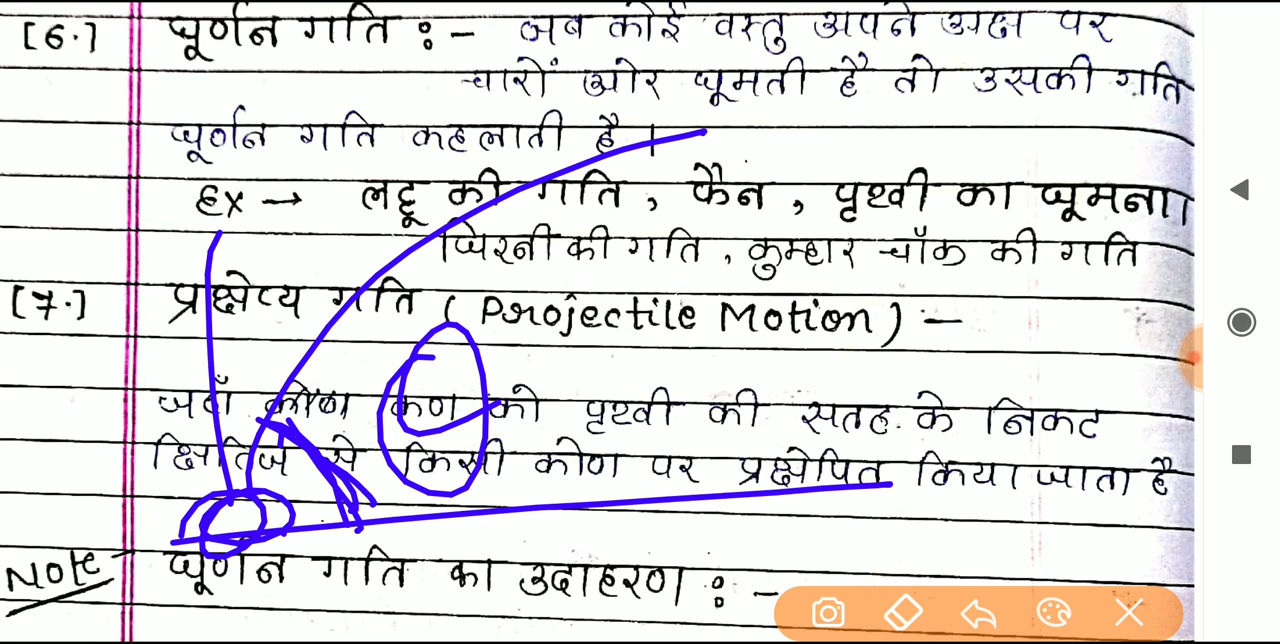 [6.] घूर्णन गति :- जब कोई वस्तु अपने अक्ष पर
चारों ओर घूमती है तो उसकी गति
घूर्णन गति कहलाती है।
Ex → लट्टू की गति, फैन, पृथ्वी का घूमना।
घिरनी की गति, कुम्हार चॉक की गति
[7.] प्रक्षेप्य गति (Projectile Motion) -
जहाँ कण को पृथ्वी की सतह के निकट
क्षितिज से किसी कोण पर प्रक्षेपित किया जाता है
Note - घूर्णन गति का उदाहरण :-